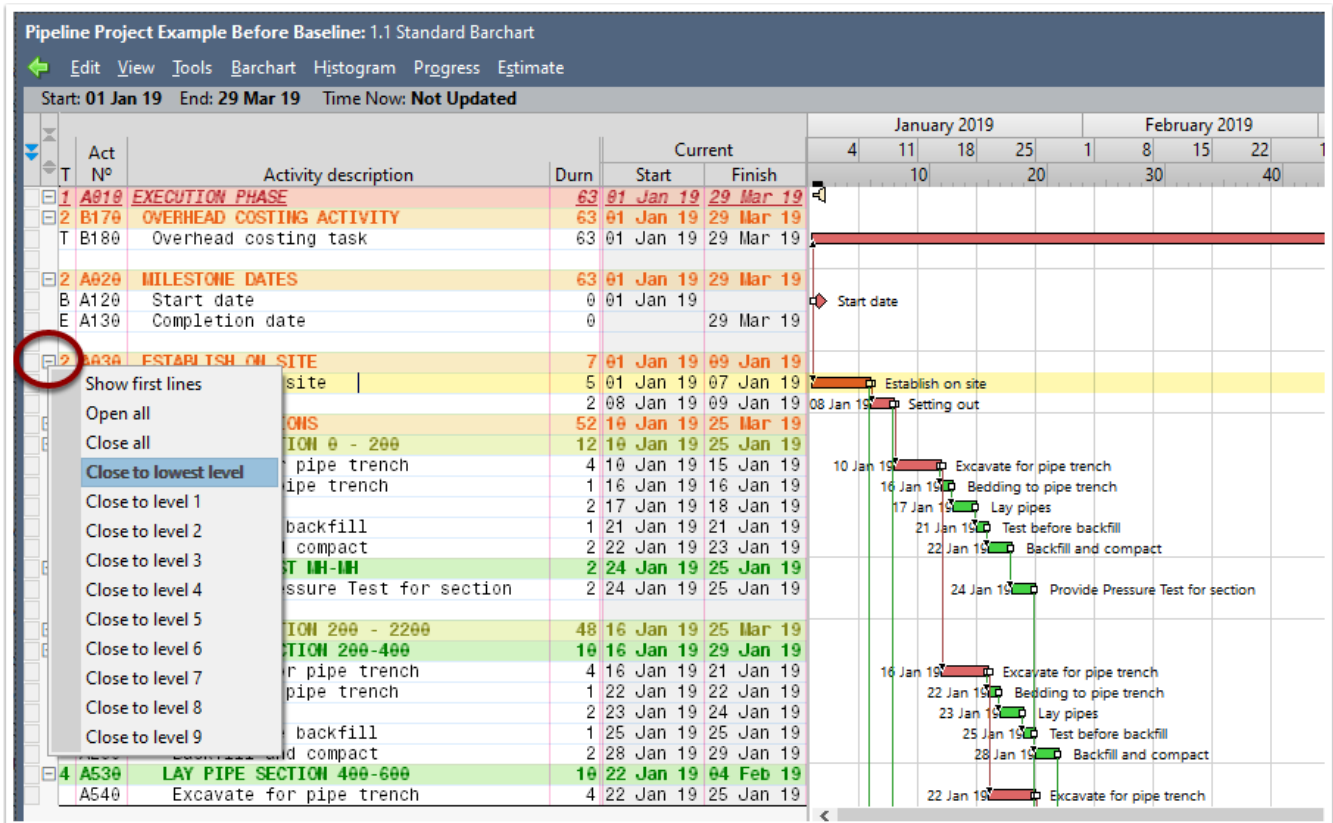 Pipeline Project Example Before Baseline: 1.1 Standard Barchart
Edit View Tools Barchart Histogram Progress Estimate
Start: 01 Jan 19 End: 29 Mar 19 Time Now: Not Updated
January 2019 February 2019
Act Current 4 11 18 25 1 8 15 22 1
T Nº Activity description Durn Start Finish 10 20 30 40
1 A010 EXECUTION PHASE 63 01 Jan 19 29 Mar 19
2 B170 OVERHEAD COSTING ACTIVITY 63 01 Jan 19 29 Mar 19
T B180 Overhead costing task 63 01 Jan 19 29 Mar 19
2 A020 MILESTONE DATES 63 01 Jan 19 29 Mar 19
B A120 Start date 0 01 Jan 19 Start date
E A130 Completion date 0 29 Mar 19
2 A030 ESTABLISH ON SITE 7 01 Jan 19 09 Jan 19
Show first lines site 5 01 Jan 19 07 Jan 19 Establish on site
2 08 Jan 19 09 Jan 19 08 Jan 19 Setting out
Open all
IONS 52 10 Jan 19 25 Mar 19
Close all TION 0 - 200 12 10 Jan 19 25 Jan 19
Close to lowest level r pipe trench 4 10 Jan 19 15 Jan 19 10 Jan 19 Excavate for pipe trench
ipe trench 1 16 Jan 19 16 Jan 19 16 Jan 19 Bedding to pipe trench
Close to level 1 2 17 Jan 19 18 Jan 19 17 Jan 19 Lay pipes
Close to level 2 backfill 1 21 Jan 19 21 Jan 19 21 Jan 19 Test before backfill
compact 2 22 Jan 19 23 Jan 19 22 Jan 19 Backfill and compact
Close to level 3 ST MH-MH 2 24 Jan 19 25 Jan 19
Close to level 4 essure Test for section 2 24 Jan 19 25 Jan 19 24 Jan 19 Provide Pressure Test for section
Close to level 5
TION 200 - 2200 48 16 Jan 19 25 Mar 19
Close to level 6 TION 200-400 10 16 Jan 19 29 Jan 19
Close to level 7 r pipe trench 4 16 Jan 19 21 Jan 19 16 Jan 19 Excavate for pipe trench
pipe trench 1 22 Jan 19 22 Jan 19 22 Jan 19 Bedding to pipe trench
Close to level 8 2 23 Jan 19 24 Jan 19 23 Jan 19 Lay pipes
Close to level 9 backfill 1 25 Jan 19 25 Jan 19 25 Jan 19 Test before backfill
and compact 2 28 Jan 19 29 Jan 19 28 Jan 19 Backfill and compact
4 A530 LAY PIPE SECTION 400-600 10 22 Jan 19 04 Feb 19
A540 Excavate for pipe trench 4 22 Jan 19 25 Jan 19 22 Jan 19 Excavate for pipe trench